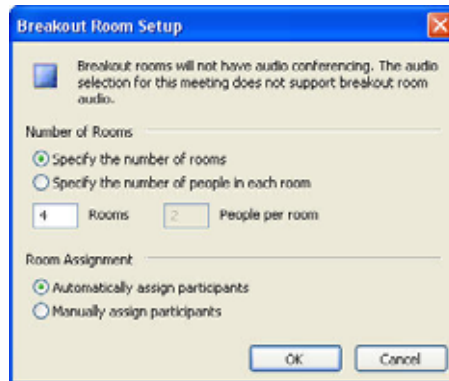 Breakout Room Setup
Breakout rooms will not have audio conferencing. The audio
selection for this meeting does not support breakout room
audio.
Number of Rooms
Specify the number of rooms
Specify the number of people in each room
4 Rooms 2 People per room
Room Assignment
Automatically assign participants
Manually assign participants
OK Cancel